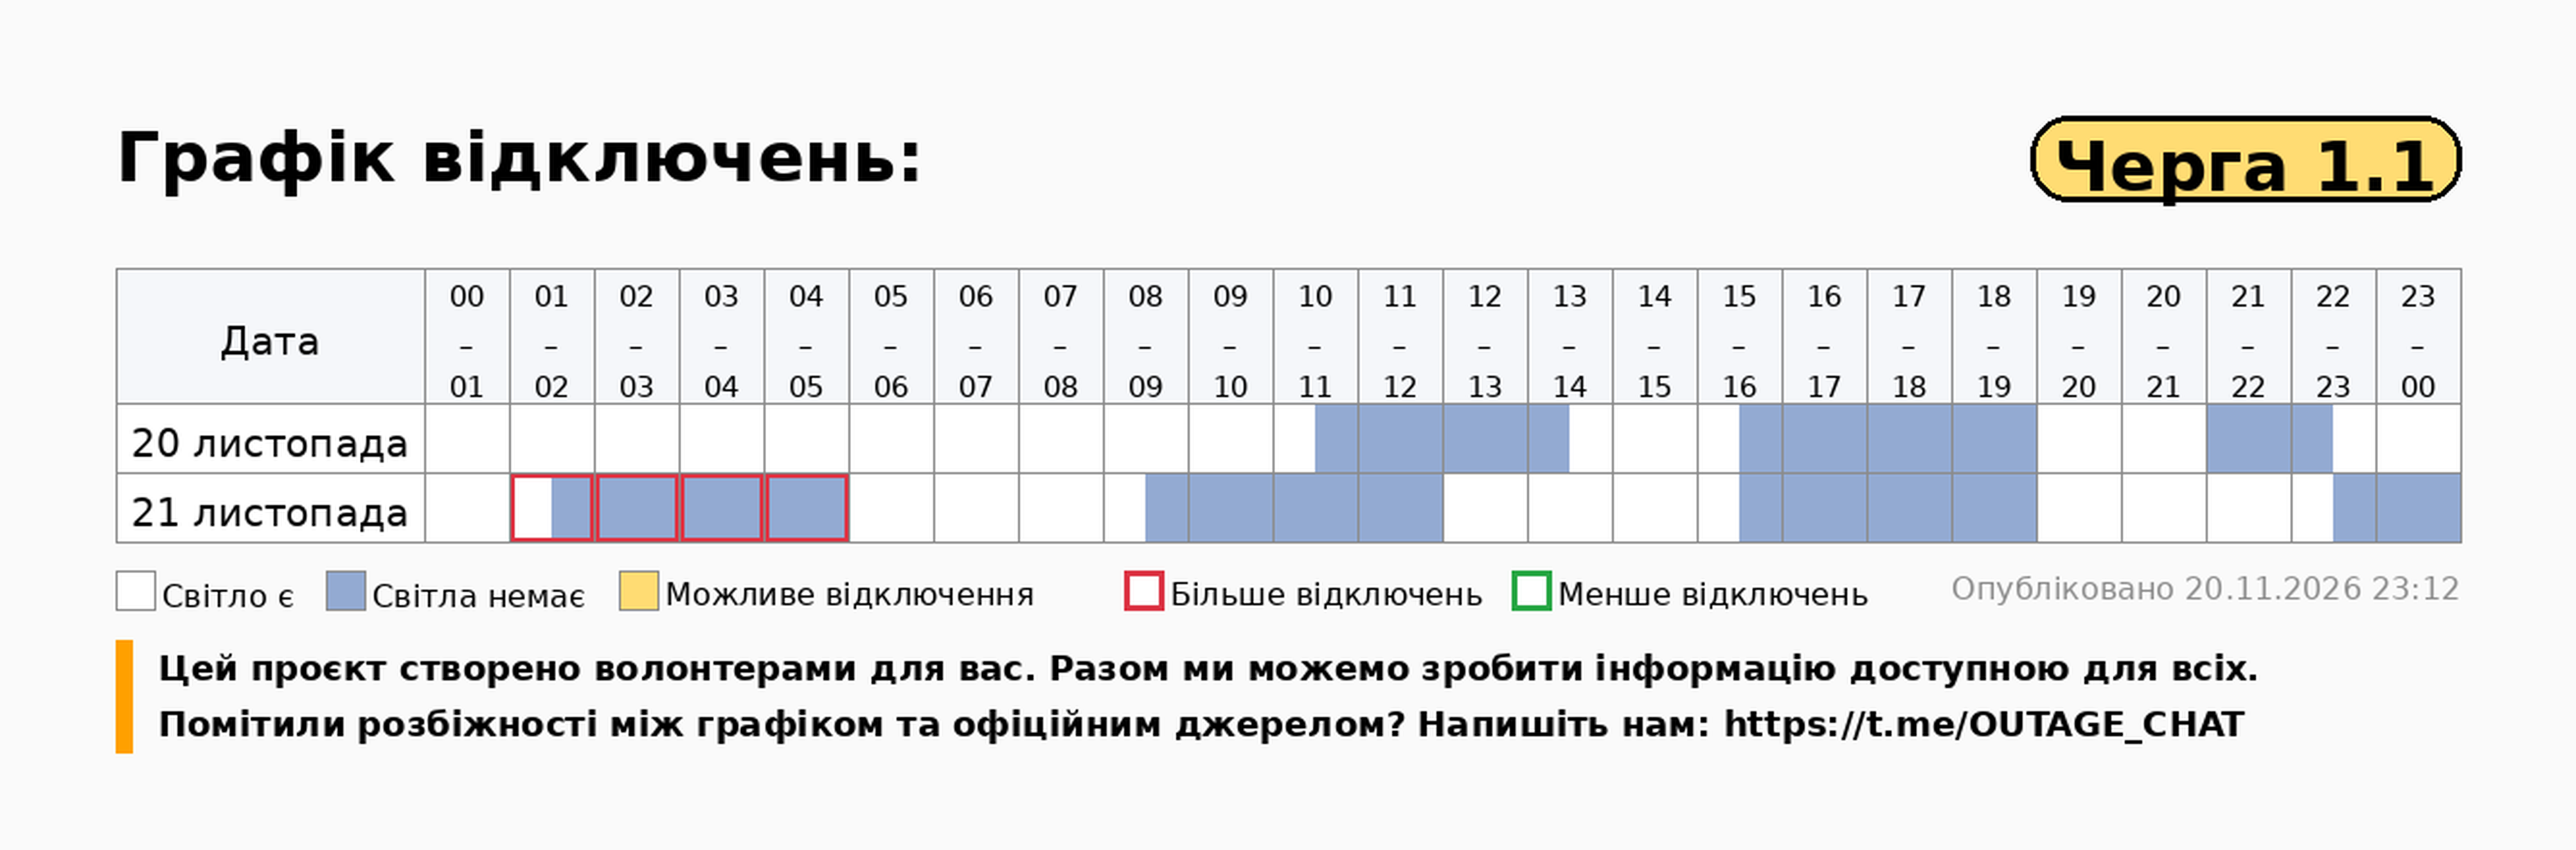 Графік відключень:
Черга 1.1
Дата
00 – 01
01 – 02
02 – 03
03 – 04
04 – 05
05 – 06
06 – 07
07 – 08
08 – 09
09 – 10
10 – 11
11 – 12
12 – 13
13 – 14
14 – 15
15 – 16
16 – 17
17 – 18
18 – 19
19 – 20
20 – 21
21 – 22
22 – 23
23 – 00
20 листопада
21 листопада
Світло є
Світла немає
Можливе відключення
Більше відключень
Менше відключень
Опубліковано 20.11.2026 23:12
Цей проєкт створено волонтерами для вас. Разом ми можемо зробити інформацію доступною для всіх.
Помітили розбіжності між графіком та офіційним джерелом? Напишіть нам: https://t.me/OUTAGE_CHAT